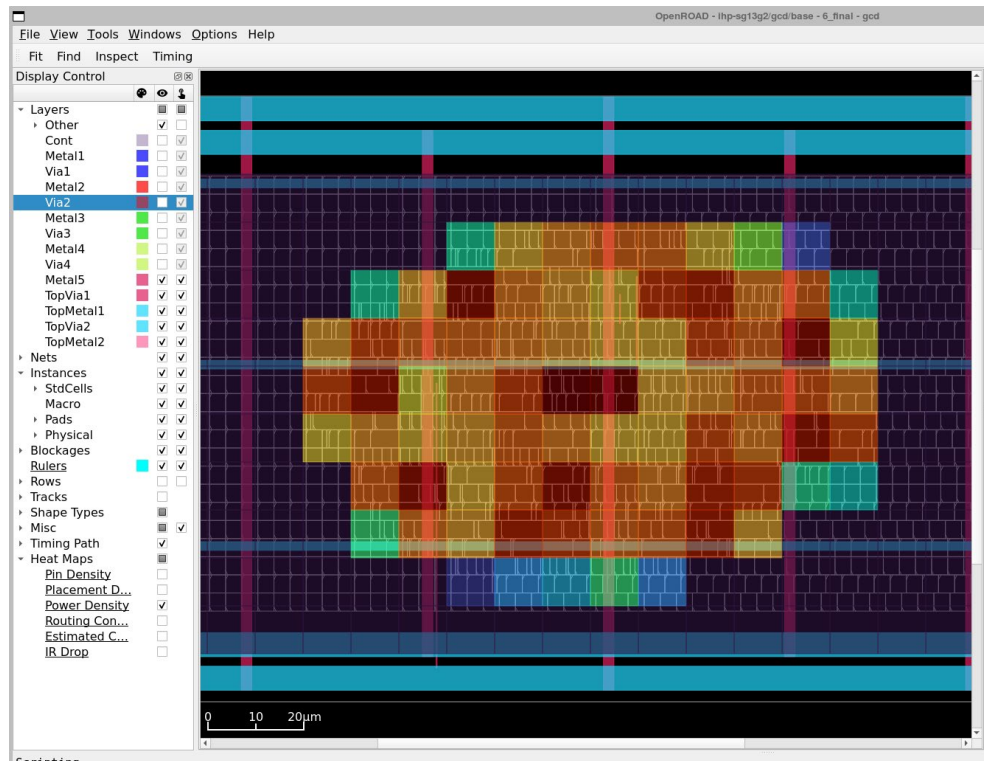 OpenROAD - ihp-sg13g2/gcd/base - 6_final - gcd
File View Tools Windows Options Help
Fit Find Inspect Timing
Display Control
Layers
Other
Cont
Metal1
Via1
Metal2
Via2
Metal3
Via3
Metal4
Via4
Metal5
TopVia1
TopMetal1
TopVia2
TopMetal2
Nets
Instances
StdCells
Macro
Pads
Physical
Blockages
Rulers
Rows
Tracks
Shape Types
Misc
Timing Path
Heat Maps
Pin Density
Placement D...
Power Density
Routing Con...
Estimated C...
IR Drop
0 10 20μm
Scripting